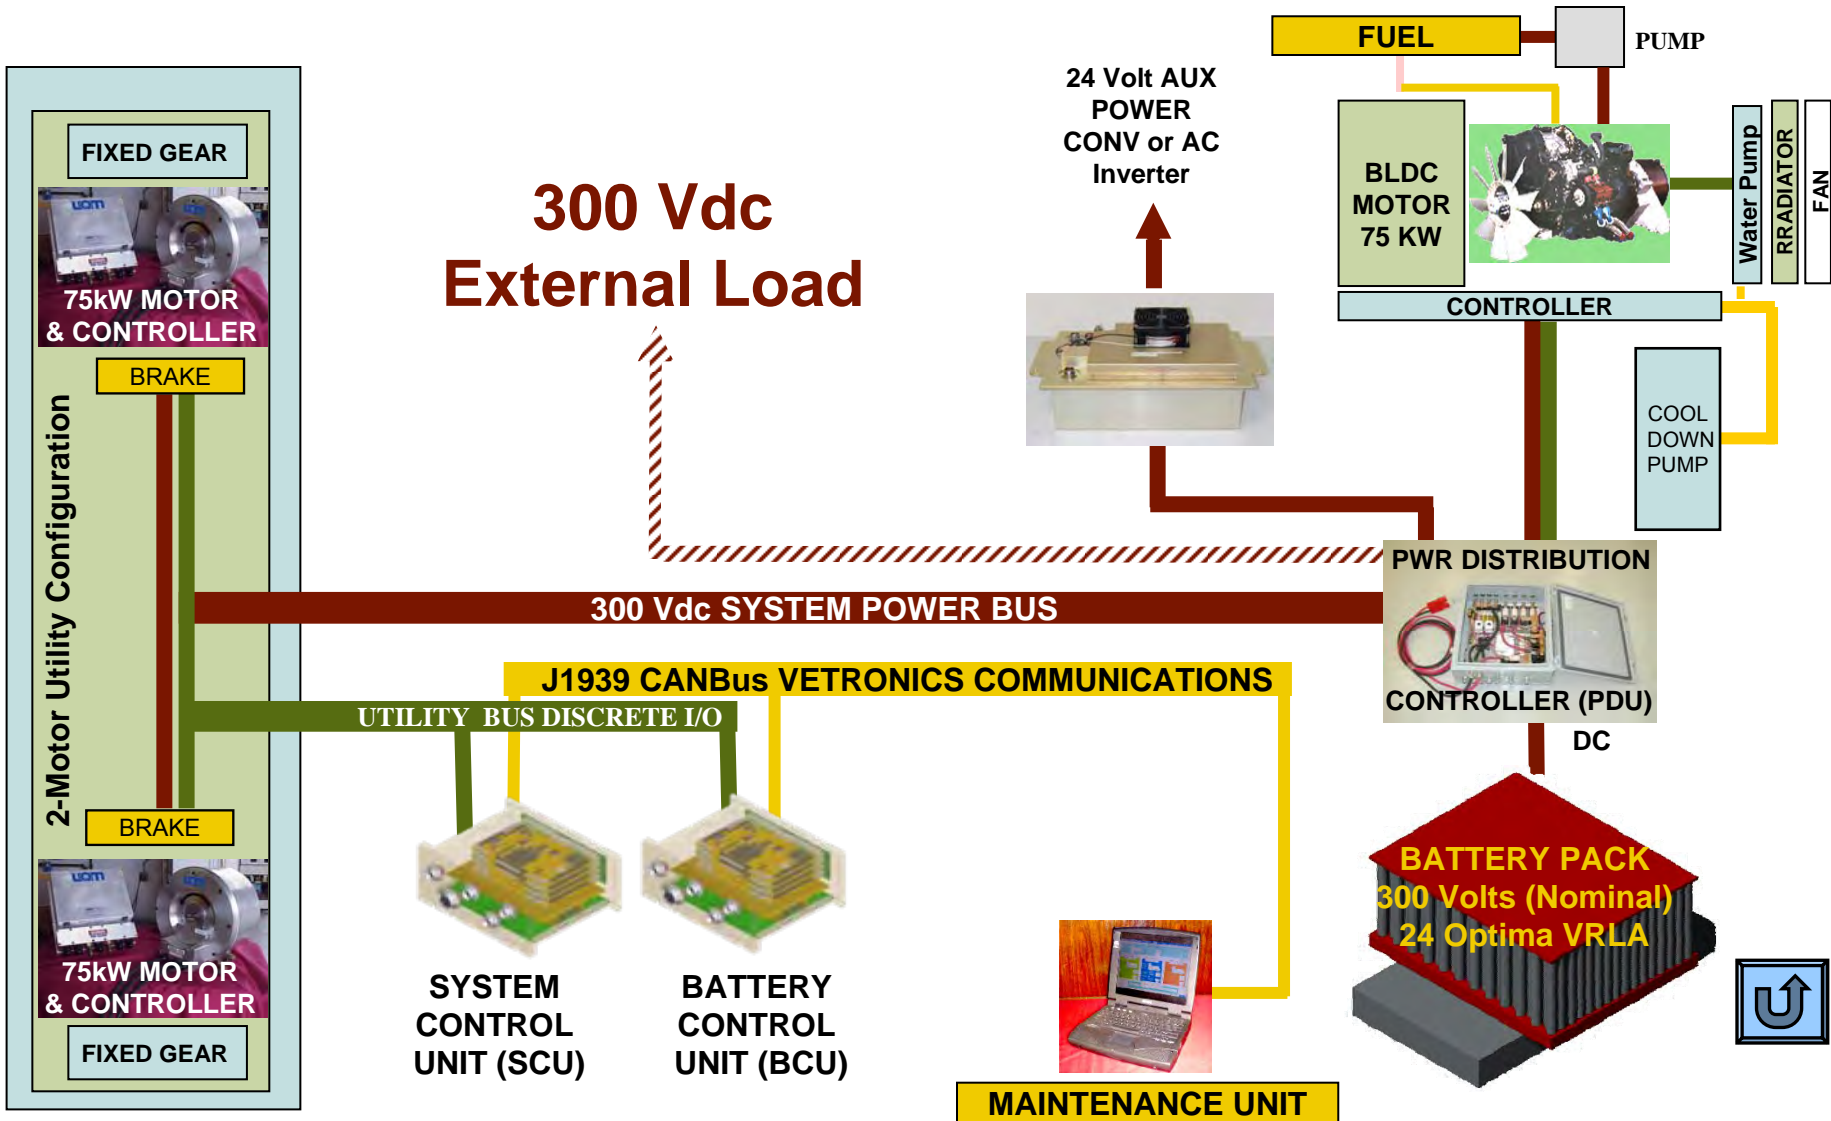 FUEL
PUMP
24 Volt AUX
POWER
CONV or AC
Inverter
FIXED GEAR
BLDC
MOTOR
75 KW
Water Pump
RRADIATOR
FAN
300 Vdc
External Load
75kW MOTOR
& CONTROLLER
CONTROLLER
BRAKE
COOL
DOWN
PUMP
2-Motor Utility Configuration
PWR DISTRIBUTION
300 Vdc SYSTEM POWER BUS
J1939 CANBus VETRONICS COMMUNICATIONS
CONTROLLER (PDU)
UTILITY BUS DISCRETE I/O
DC
BRAKE
BATTERY PACK
300 Volts (Nominal)
24 Optima VRLA
75kW MOTOR
& CONTROLLER
SYSTEM
CONTROL
UNIT (SCU)
BATTERY
CONTROL
UNIT (BCU)
FIXED GEAR
MAINTENANCE UNIT